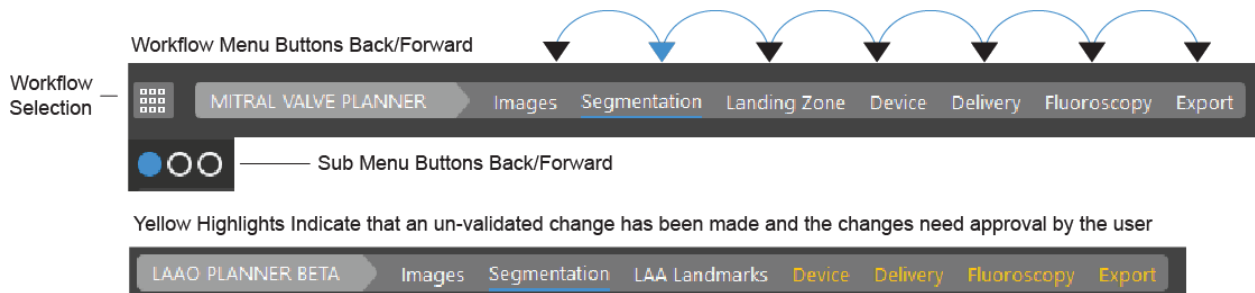 Workflow Menu Buttons Back/Forward
Workflow
Selection
MITRAL VALVE PLANNER Images Segmentation Landing Zone Device Delivery Fluoroscopy Export
Sub Menu Buttons Back/Forward
Yellow Highlights Indicate that an un-validated change has been made and the changes need approval by the user
LAAO PLANNER BETA Images Segmentation LAA Landmarks Device Delivery Fluoroscopy Export